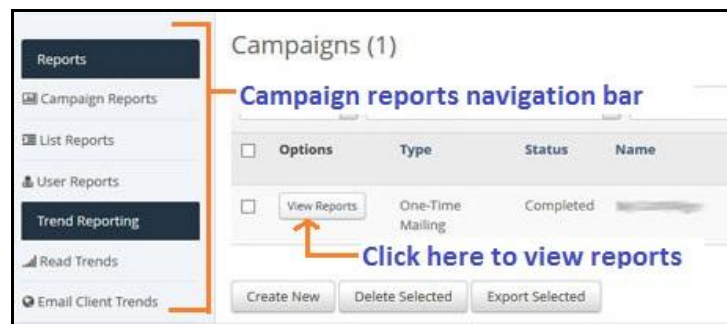 Reports
Campaign Reports
List Reports
User Reports
Trend Reporting
Read Trends
Email Client Trends
Campaigns (1)
Campaign reports navigation bar
Options Type Status Name
View Reports One-Time Mailing Completed
Click here to view reports
Create New Delete Selected Export Selected